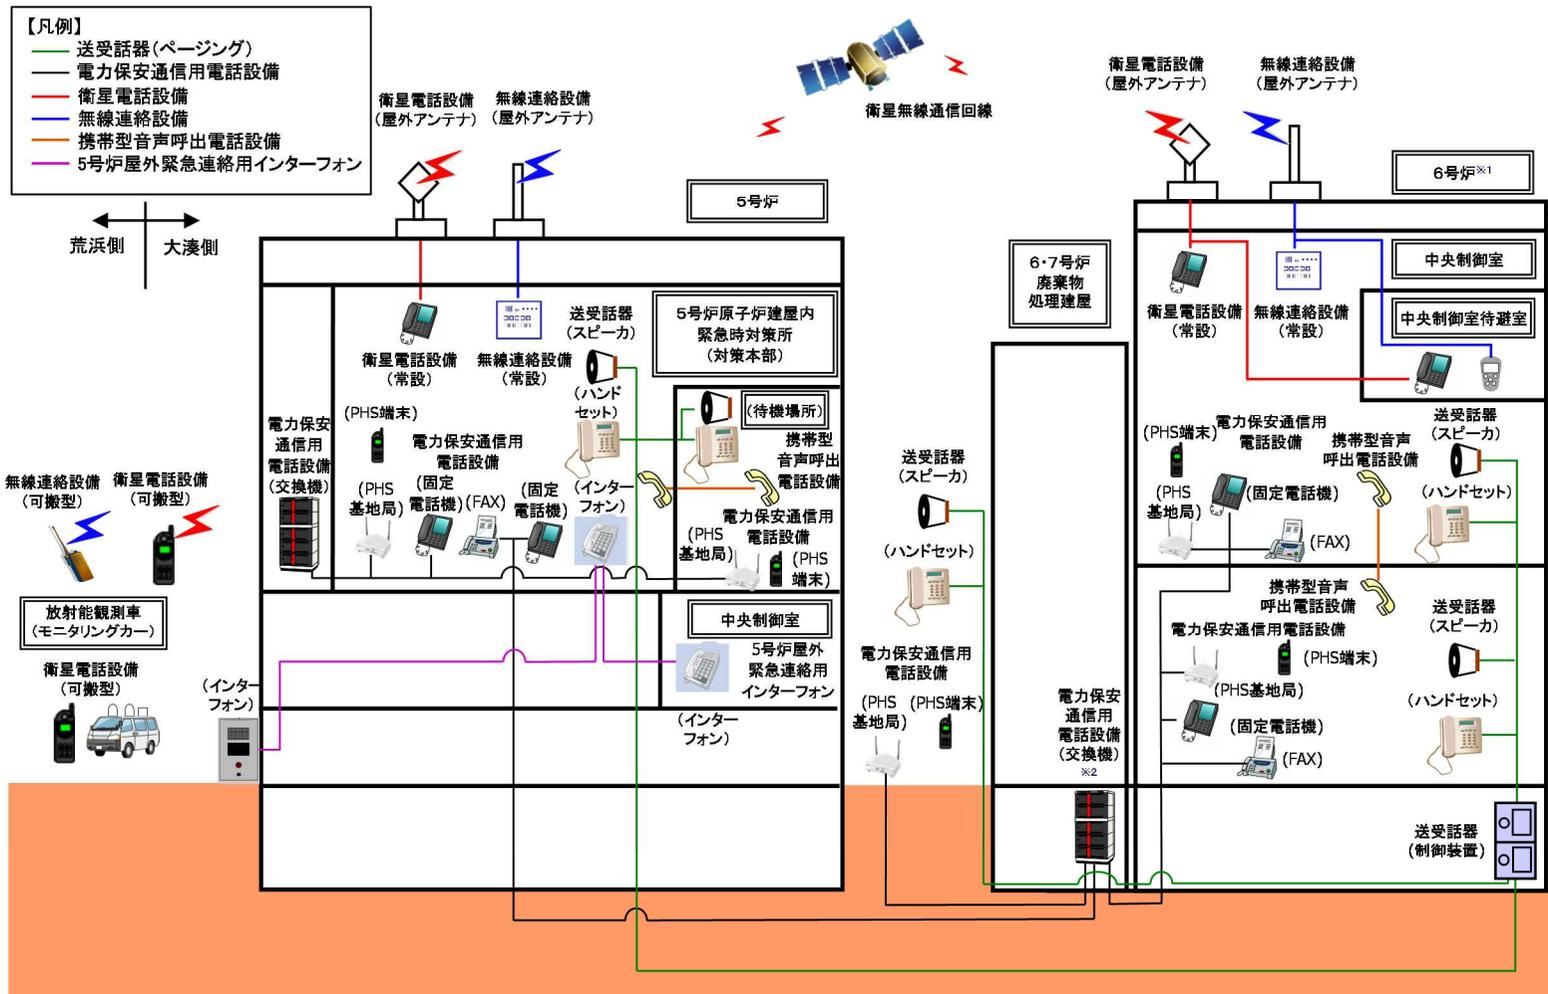 【凡例】
送受話器(ページング)
電力保安通信用電話設備
衛星電話設備
無線連絡設備
携帯型音声呼出電話設備
5号炉屋外緊急連絡用インターフォン
荒浜側
大湊側
衛星電話設備
(屋外アンテナ)
無線連絡設備
(屋外アンテナ)
衛星無線通信回線
衛星電話設備
(屋外アンテナ)
無線連絡設備
(屋外アンテナ)
5号炉
6号炉※1
5号炉原子炉建屋内
緊急時対策所
(対策本部)
衛星電話設備
(常設)
無線連絡設備
(常設)
送受話器
(スピーカ)
(ハンド
セット)
(待機場所)
電力保安
通信用
電話設備
(交換機)
(PHS端末)
電力保安通信用
電話設備
(PHS
基地局)
(固定
電話機)
(FAX)
(固定
電話機)
(インター
フォン)
携帯型
音声呼出
電話設備
電力保安通信用
電話設備
(PHS
基地局)
(PHS
端末)
中央制御室
5号炉屋外
緊急連絡用
インターフォン
(インター
フォン)
無線連絡設備
(可搬型)
衛星電話設備
(可搬型)
放射能観測車
(モニタリングカー)
衛星電話設備
(可搬型)
(インター
フォン)
送受話器
(スピーカ)
(ハンドセット)
電力保安通信用
電話設備
(PHS
基地局)
(PHS端末)
6・7号炉
廃棄物
処理建屋
電力保安
通信用
電話設備
(交換機)
※2
中央制御室
衛星電話設備
(常設)
無線連絡設備
(常設)
中央制御室待避室
(PHS端末)
電力保安通信用
電話設備
(PHS
基地局)
(固定電話機)
(FAX)
携帯型音声
呼出電話設備
送受話器
(スピーカ)
(ハンドセット)
携帯型音声
呼出電話設備
電力保安通信用電話設備
(PHS端末)
(PHS基地局)
(固定電話機)
(FAX)
送受話器
(スピーカ)
(ハンドセット)
送受話器
(制御装置)